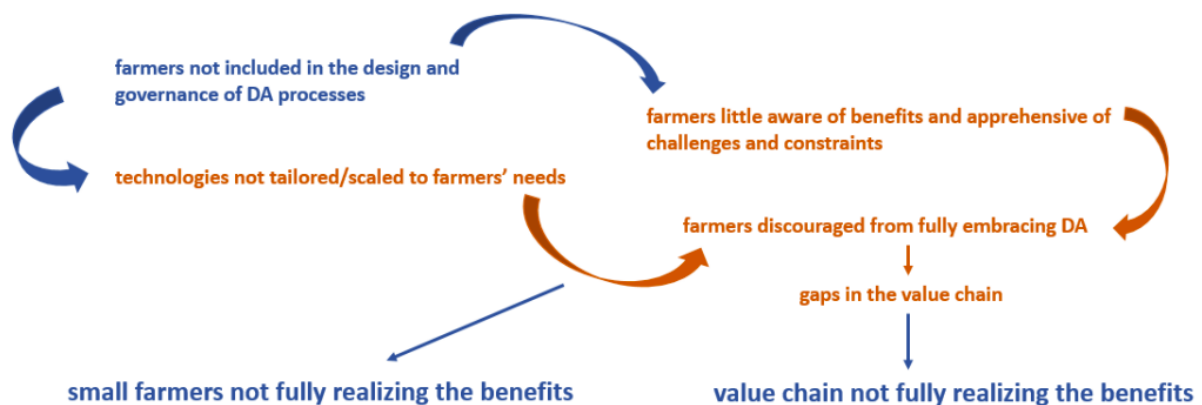 farmers not included in the design and
governance of DA processes
farmers little aware of benefits and apprehensive of
challenges and constraints
technologies not tailored/scaled to farmers’ needs
farmers discouraged from fully embracing DA
gaps in the value chain
small farmers not fully realizing the benefits
value chain not fully realizing the benefits